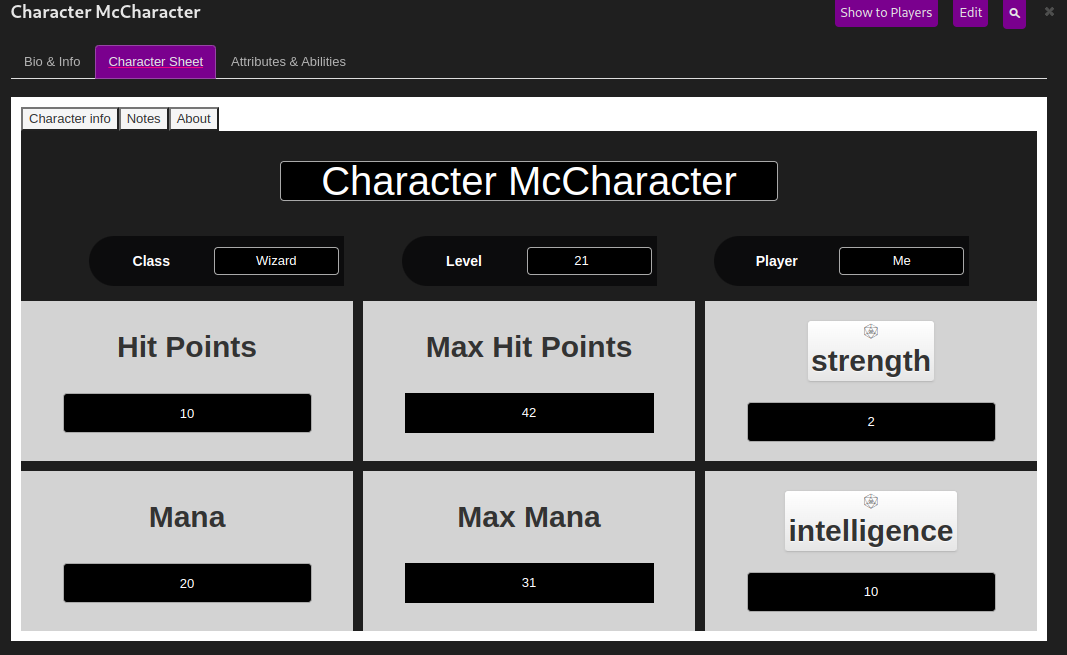 Character McCharacter
Show to Players
Edit
Bio & Info
Character Sheet
Attributes & Abilities
Character info
Notes
About
Character McCharacter
Class
Wizard
Level
21
Player
Me
Hit Points
Max Hit Points
strength
10
42
2
Mana
Max Mana
intelligence
20
31
10